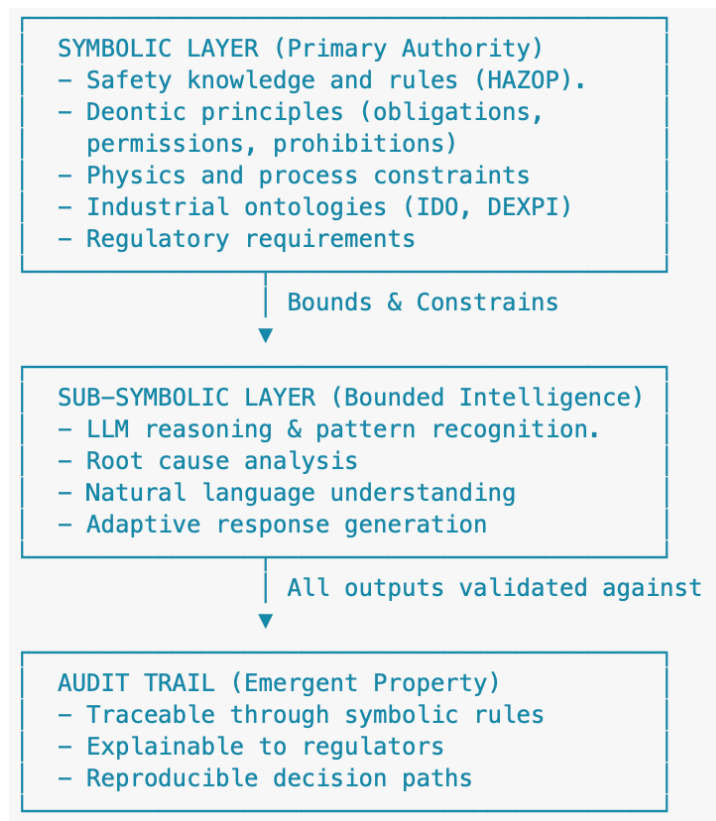 SYMBOLIC LAYER (Primary Authority)
– Safety knowledge and rules (HAZOP).
– Deontic principles (obligations,
permissions, prohibitions)
– Physics and process constraints
– Industrial ontologies (IDO, DEXPI)
– Regulatory requirements
Bounds & Constrains
SUB-SYMBOLIC LAYER (Bounded Intelligence)
– LLM reasoning & pattern recognition.
– Root cause analysis
– Natural language understanding
– Adaptive response generation
All outputs validated against
AUDIT TRAIL (Emergent Property)
– Traceable through symbolic rules
– Explainable to regulators
– Reproducible decision paths